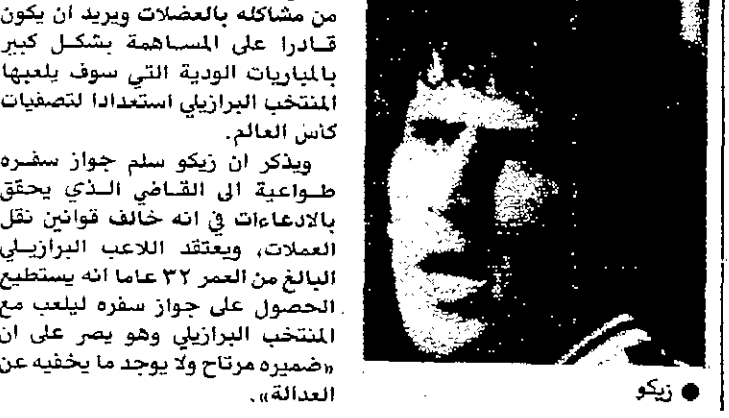 من مشاكله بالعضلات ويريد ان يكون
قادرا على المساهمة بشكل كبير
بالمباريات الودية التي سوف يلعبها
المنتخب البرازيلي استعدادا لتصفيات
كاس العالم.
ويذكر ان زيكو سلم جواز سفره
طواعية الى القاضي الذي يحقق
بالادعاءات في انه خالف قوانين نقل
العملات، ويعتقد اللاعب البرازيلي
البالغ من العمر ٣٢ عاما انه يستطيع
الحصول على جواز سفره ليلعب مع
المنتخب البرازيلي وهو يصر على ان
«ضميره مرتاح ولا يوجد ما يخفيه عن
العدالة».
● زيكو